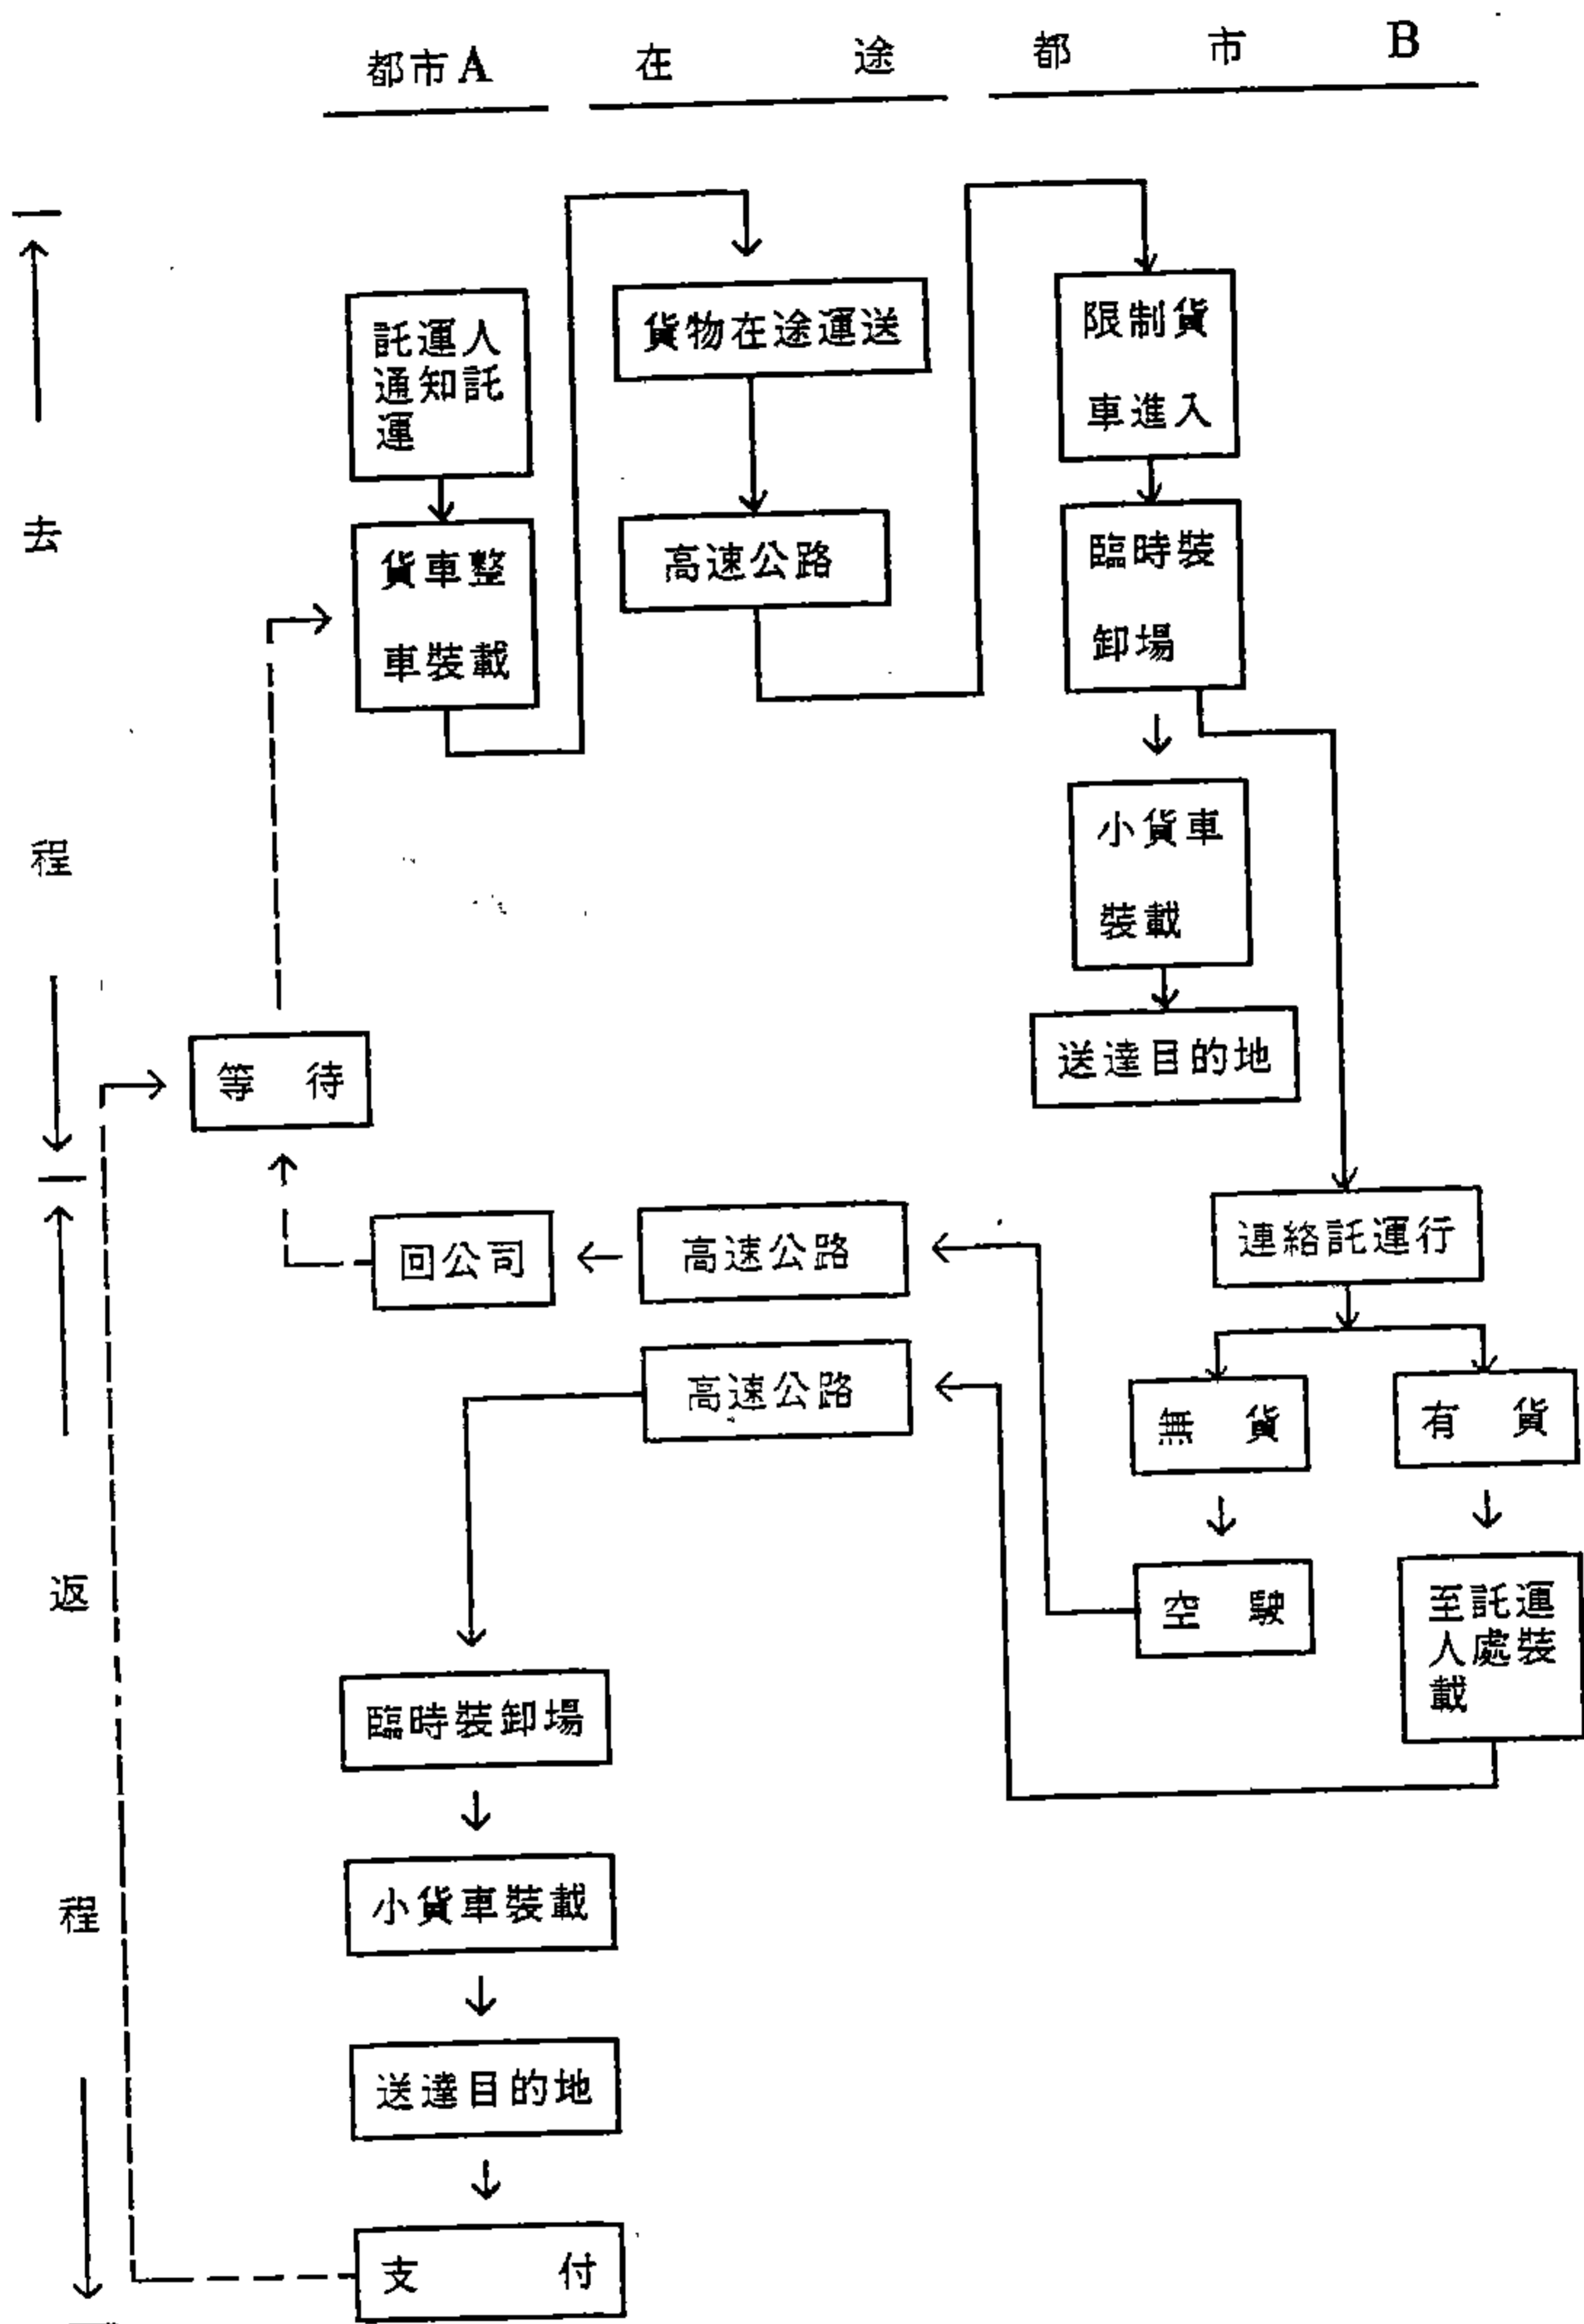 都市A 在途 都市B
去程
託運人
通知託
運
貨車整
車裝載
貨物在途運送
高速公路
限制貨
車進入
臨時裝
卸場
小貨車
裝載
送達目的地
等待
返程
回公司
高速公路
連絡託運行
高速公路
無貨
有貨
空駛
至託運
人處裝
載
臨時裝卸場
小貨車裝載
送達目的地
支付